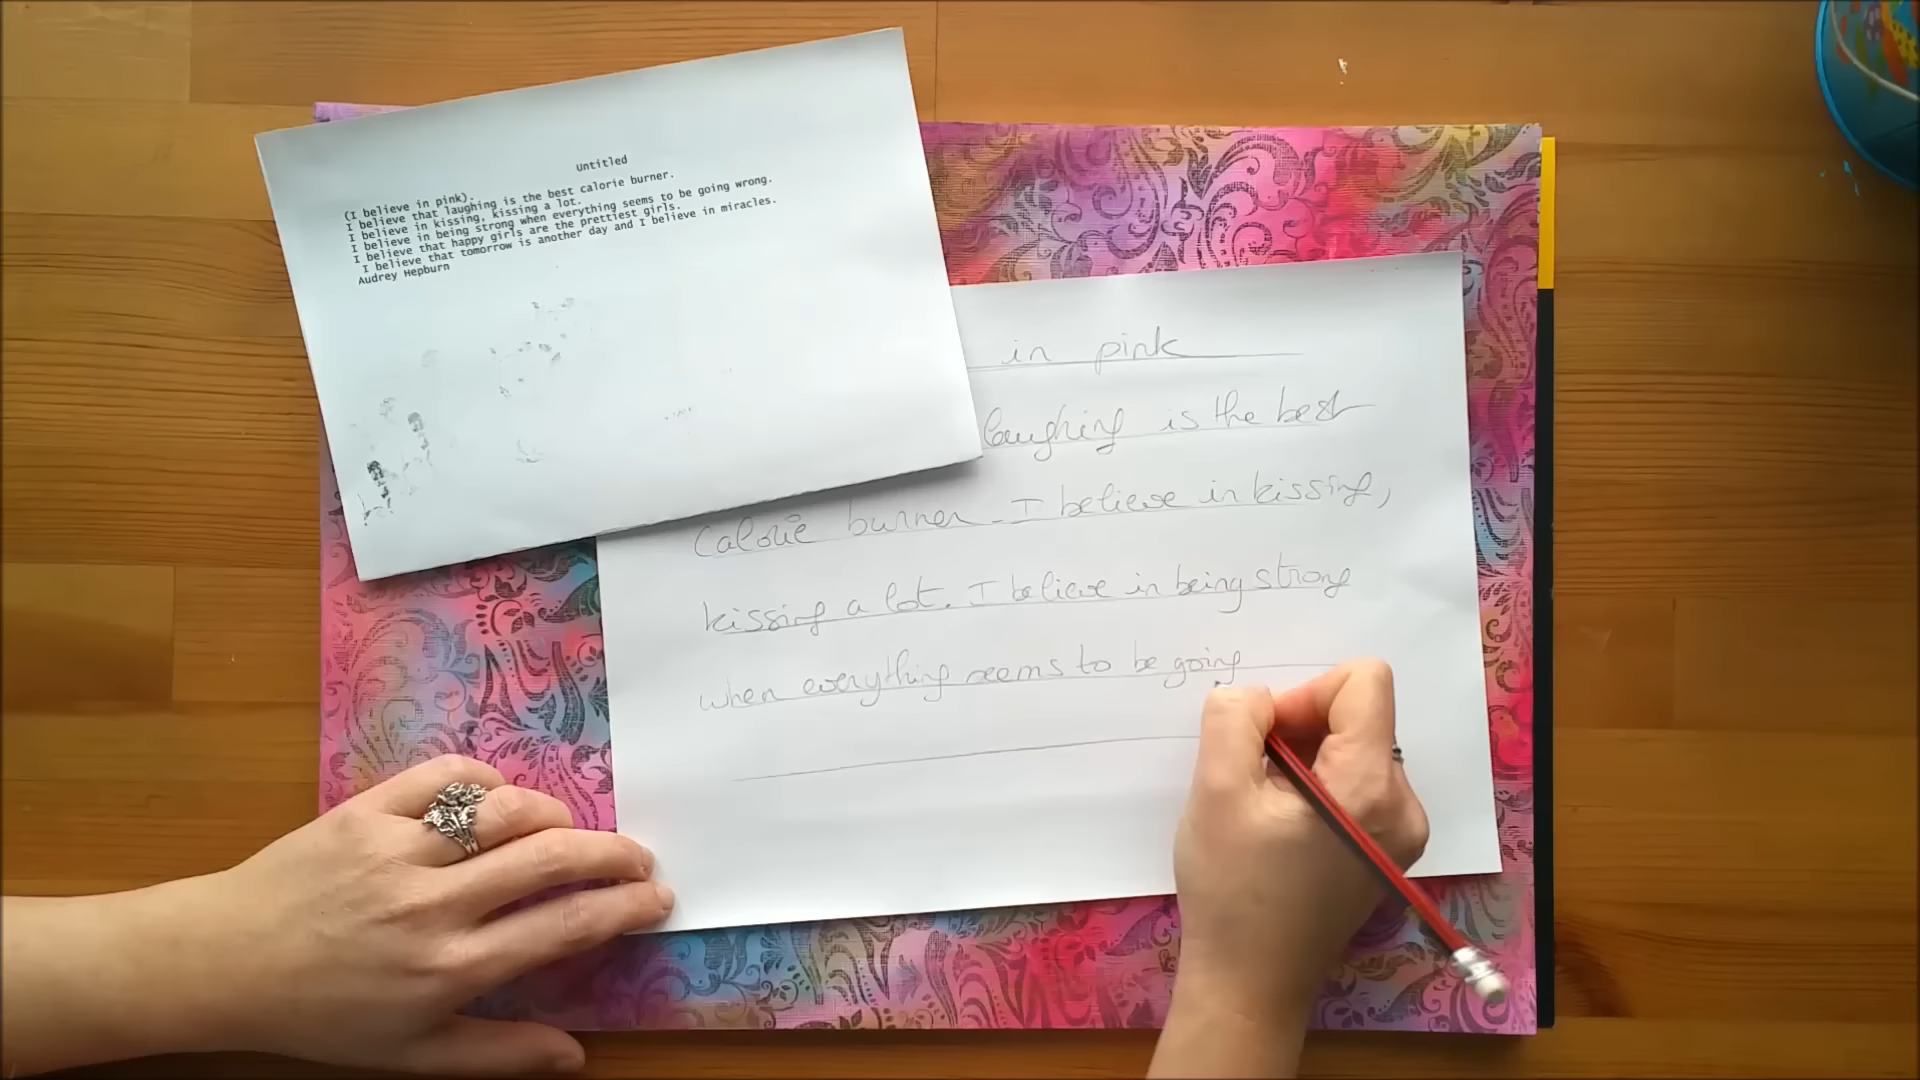 Untitled
(I believe in pink).
I believe that laughing is the best calorie burner.
I believe in kissing, kissing a lot.
I believe in being strong when everything seems to be going wrong.
I believe that happy girls are the prettiest girls.
I believe that tomorrow is another day and I believe in miracles.
Audrey Hepburn
in pink
laughing is the best
calorie burner. I believe in kissing,
kissing a lot. I believe in being strong
when everything seems to be going